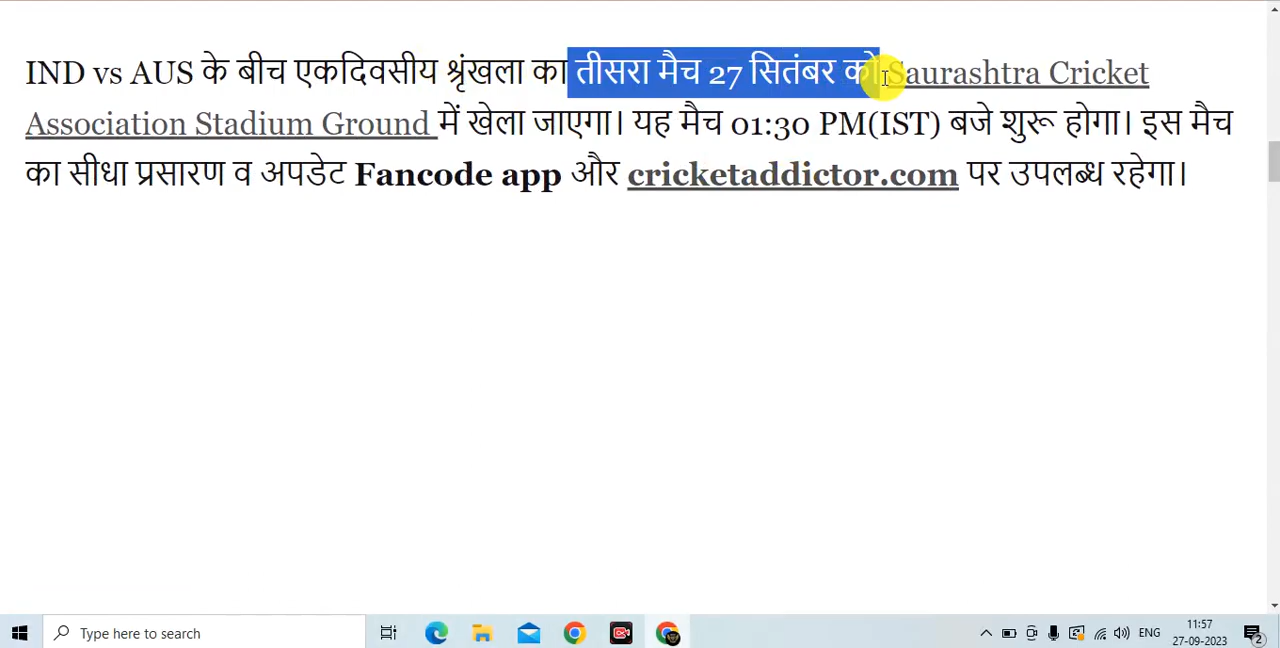 IND vs AUS के बीच एकदिवसीय श्रृंखला का तीसरा मैच 27 सितंबर को Saurashtra Cricket
Association Stadium Ground में खेला जाएगा। यह मैच 01:30 PM(IST) बजे शुरू होगा। इस मैच
का सीधा प्रसारण व अपडेट Fancode app और cricketaddictor.com पर उपलब्ध रहेगा।
Type here to search
ENG
11:57
27-09-2023
2